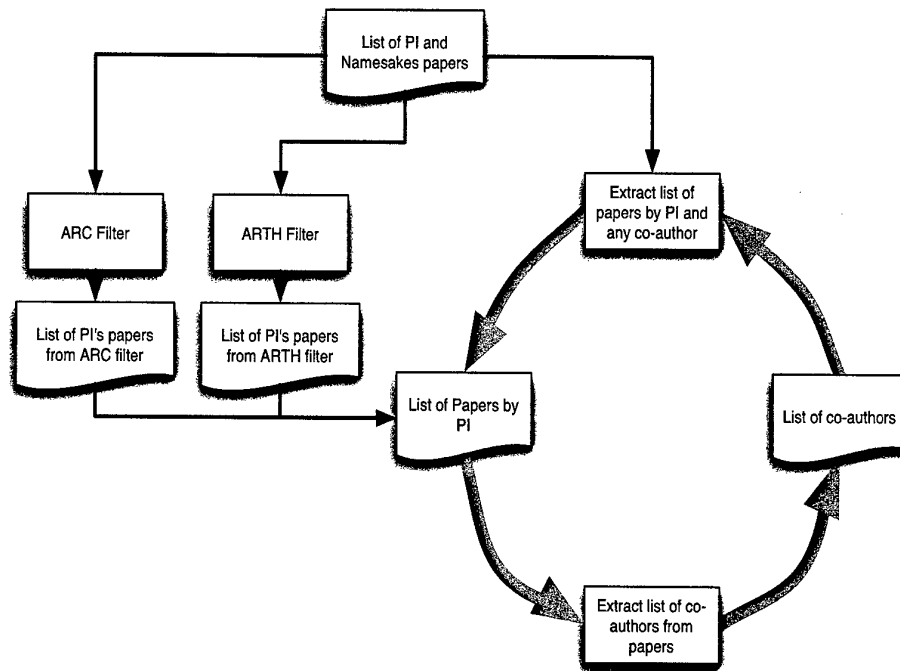 List of PI and
Namesakes papers
Extract list of
papers by PI and
any co-author
ARC Filter
ARTH Filter
List of PI's papers
from ARC filter
List of PI's papers
from ARTH filter
List of Papers by
PI
List of co-authors
Extract list of co-
authors from
papers